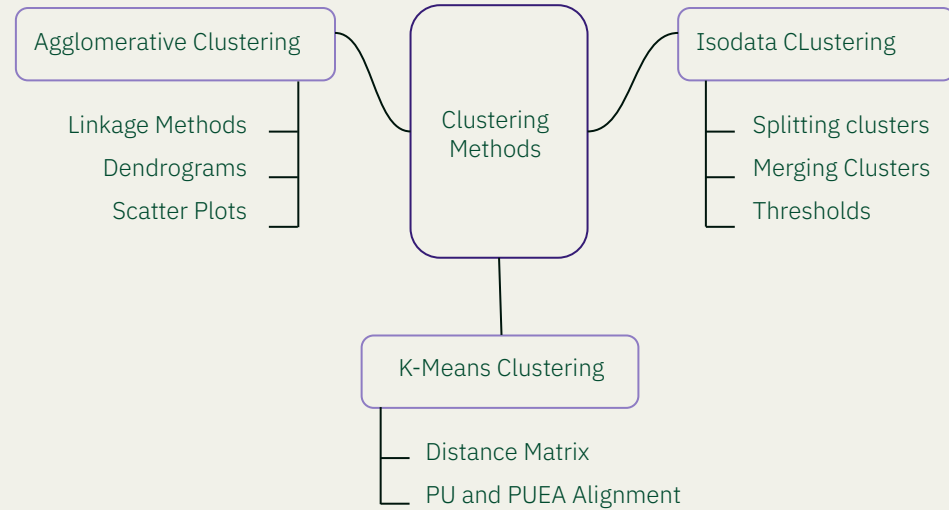 Agglomerative Clustering
Linkage Methods
Dendrograms
Scatter Plots
Clustering
Methods
Isodata CLustering
Splitting clusters
Merging Clusters
Thresholds
K-Means Clustering
Distance Matrix
PU and PUEA Alignment